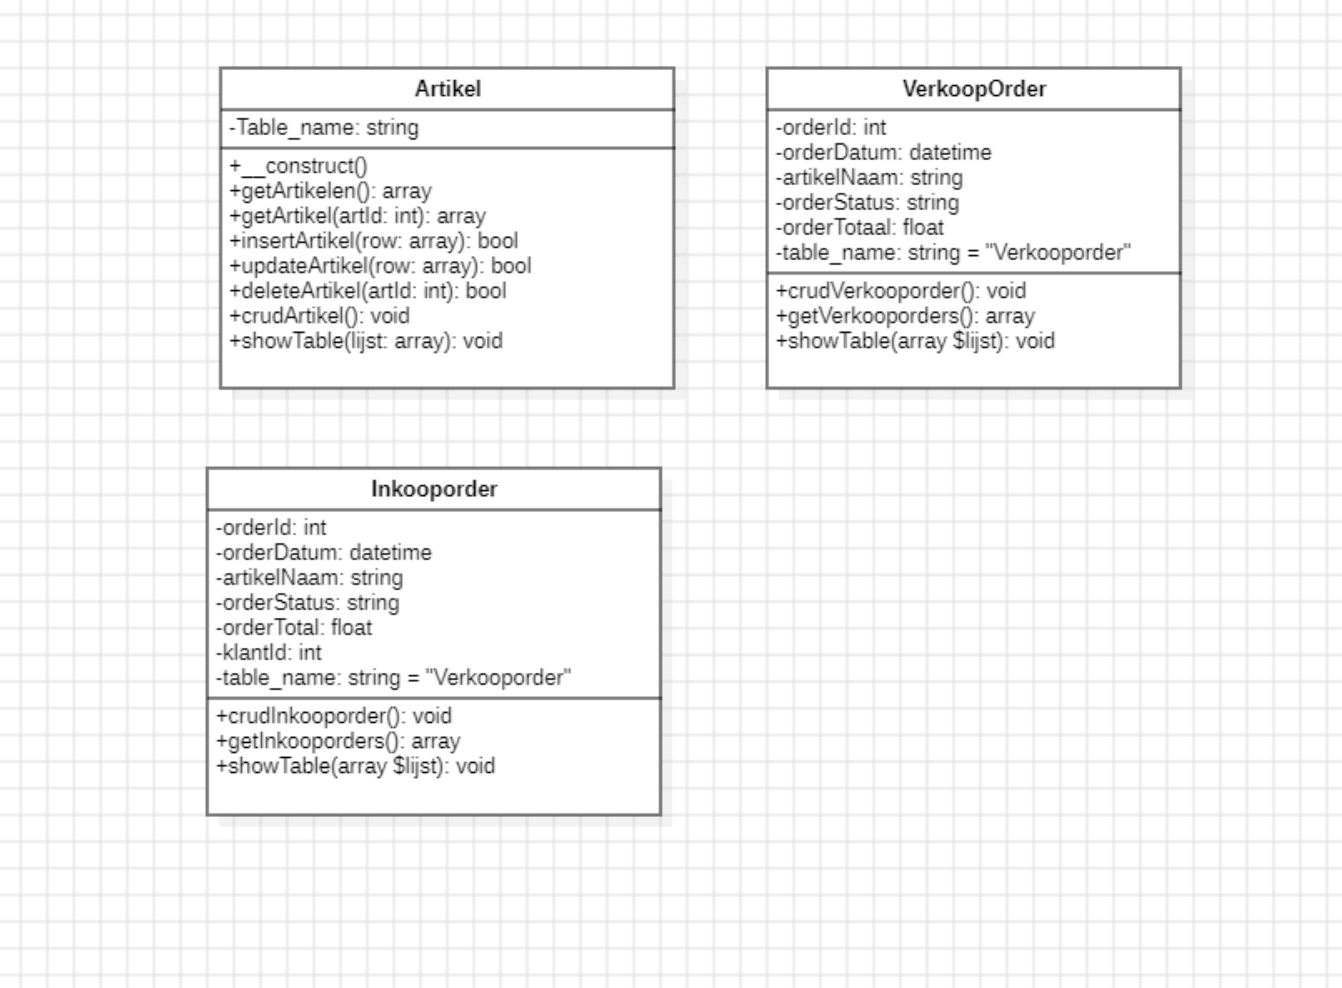 Artikel
-Table_name: string
+__construct()
+getArtikelen(): array
+getArtikel(artId: int): array
+insertArtikel(row: array): bool
+updateArtikel(row: array): bool
+deleteArtikel(artId: int): bool
+crudArtikel(): void
+showTable(lijst: array): void
VerkoopOrder
-orderId: int
-orderDatum: datetime
-artikelNaam: string
-orderStatus: string
-orderTotaal: float
-table_name: string = "Verkooporder"
+crudVerkooporder(): void
+getVerkooporders(): array
+showTable(array $lijst): void
Inkooporder
-orderId: int
-orderDatum: datetime
-artikelNaam: string
-orderStatus: string
-orderTotal: float
-klantId: int
-table_name: string = "Verkooporder"
+crudInkooporder(): void
+getInkooporders(): array
+showTable(array $lijst): void